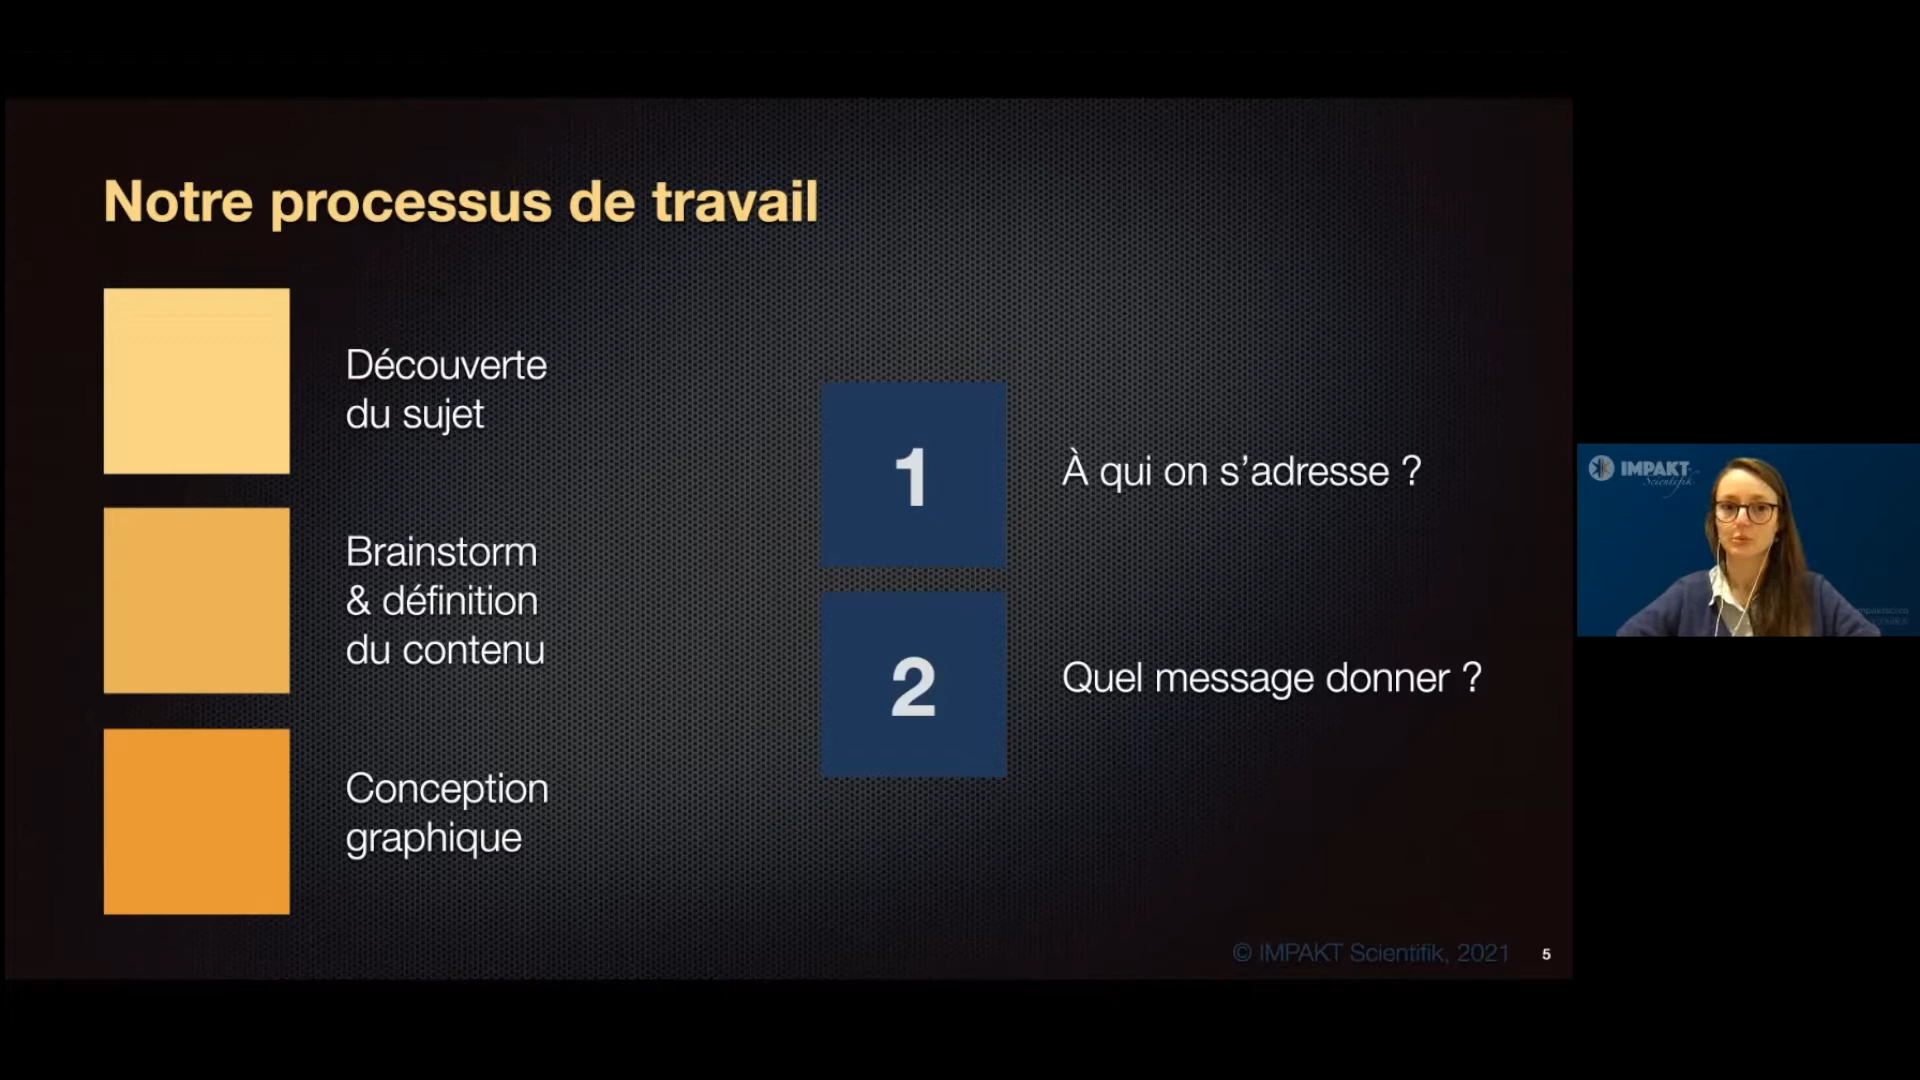 Notre processus de travail
Découverte
du sujet
Brainstorm
& définition
du contenu
Conception
graphique
1
À qui on s’adresse ?
2
Quel message donner ?
© IMPAKT Scientifik, 2021
5
IMPAKT
Scientifik